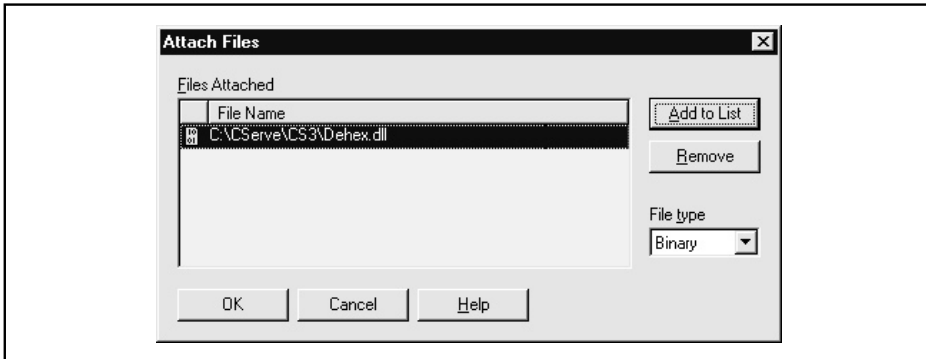 Attach Files
Files Attached
File Name
C:\CServe\CS3\Dehex.dll
Add to List
Remove
File type
Binary
OK Cancel Help